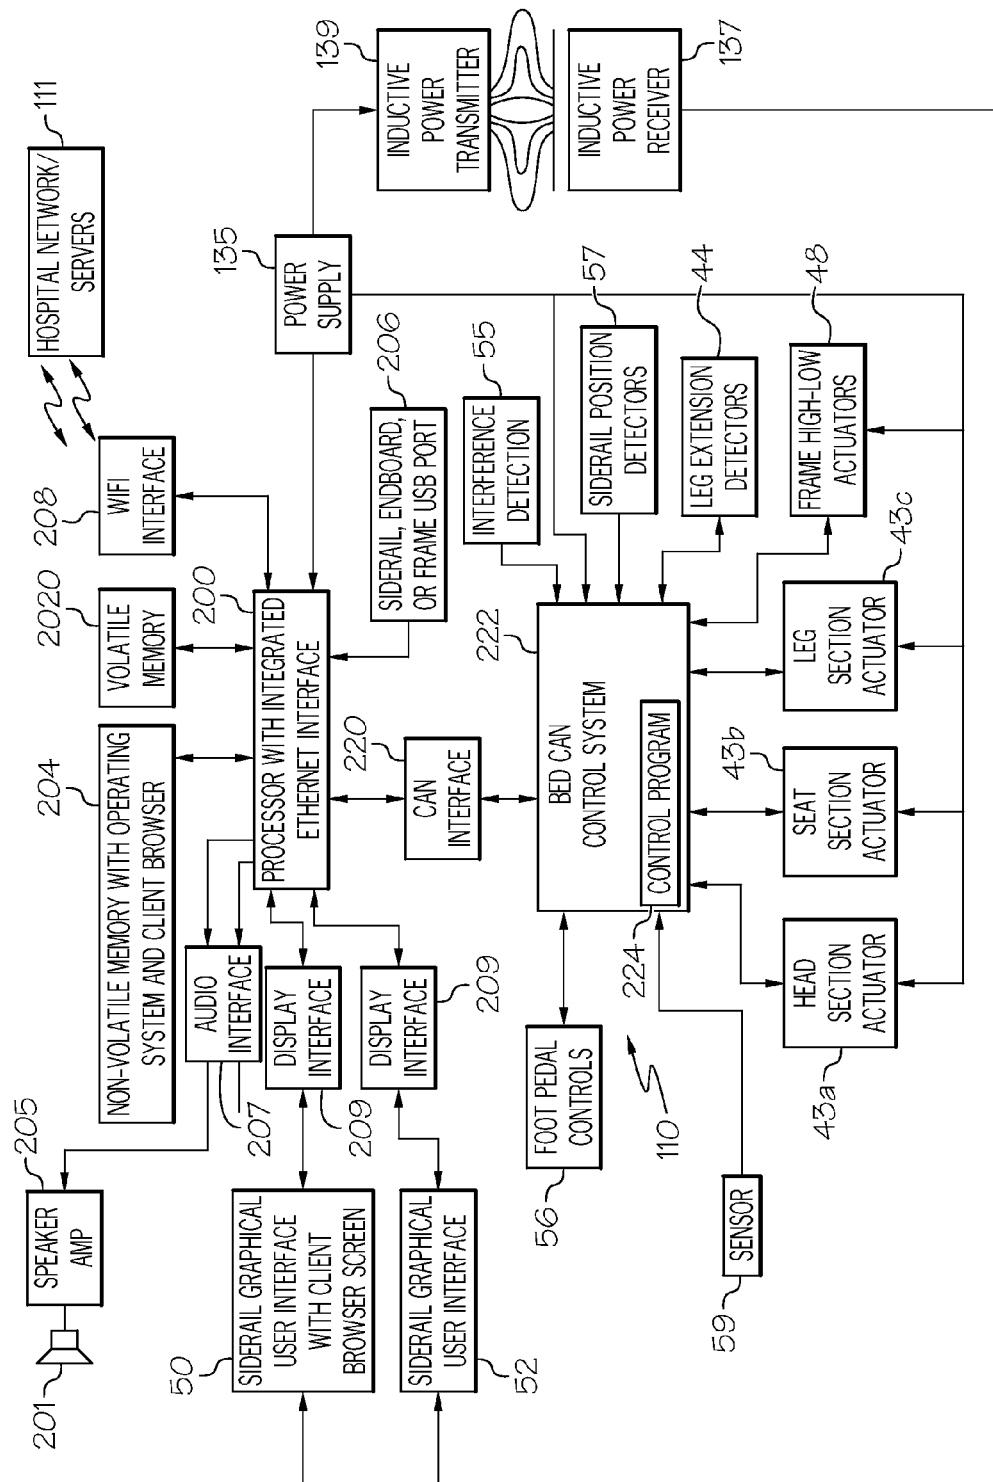 201
SPEAKER
AMP
205
NON-VOLATILE MEMORY WITH OPERATING
SYSTEM AND CLIENT BROWSER
204
VOLATILE
MEMORY
2020
WIFI
INTERFACE
208
HOSPITAL NETWORK/
SERVERS
111
AUDIO
INTERFACE
207
PROCESSOR WITH INTEGRATED
ETHERNET INTERFACE
200
POWER
SUPPLY
135
INDUCTIVE
POWER
TRANSMITTER
139
INDUCTIVE
POWER
RECEIVER
137
SIDERAIL GRAPHICAL
USER INTERFACE
WITH CLIENT
BROWSER SCREEN
50
DISPLAY
INTERFACE
209
SIDERAIL GRAPHICAL
USER INTERFACE
52
DISPLAY
INTERFACE
209
CAN
INTERFACE
220
SIDERAIL, ENDBOARD,
OR FRAME USB PORT
206
INTERFERENCE
DETECTION
55
FOOT PEDAL
CONTROLS
56
BED CAN
CONTROL SYSTEM
222
CONTROL PROGRAM
224
SIDERAIL POSITION
DETECTORS
57
LEG EXTENSION
DETECTORS
44
110
SENSOR
59
HEAD
SECTION
ACTUATOR
43a
SEAT
SECTION
ACTUATOR
43b
LEG
SECTION
ACTUATOR
43c
FRAME HIGH-LOW
ACTUATORS
48